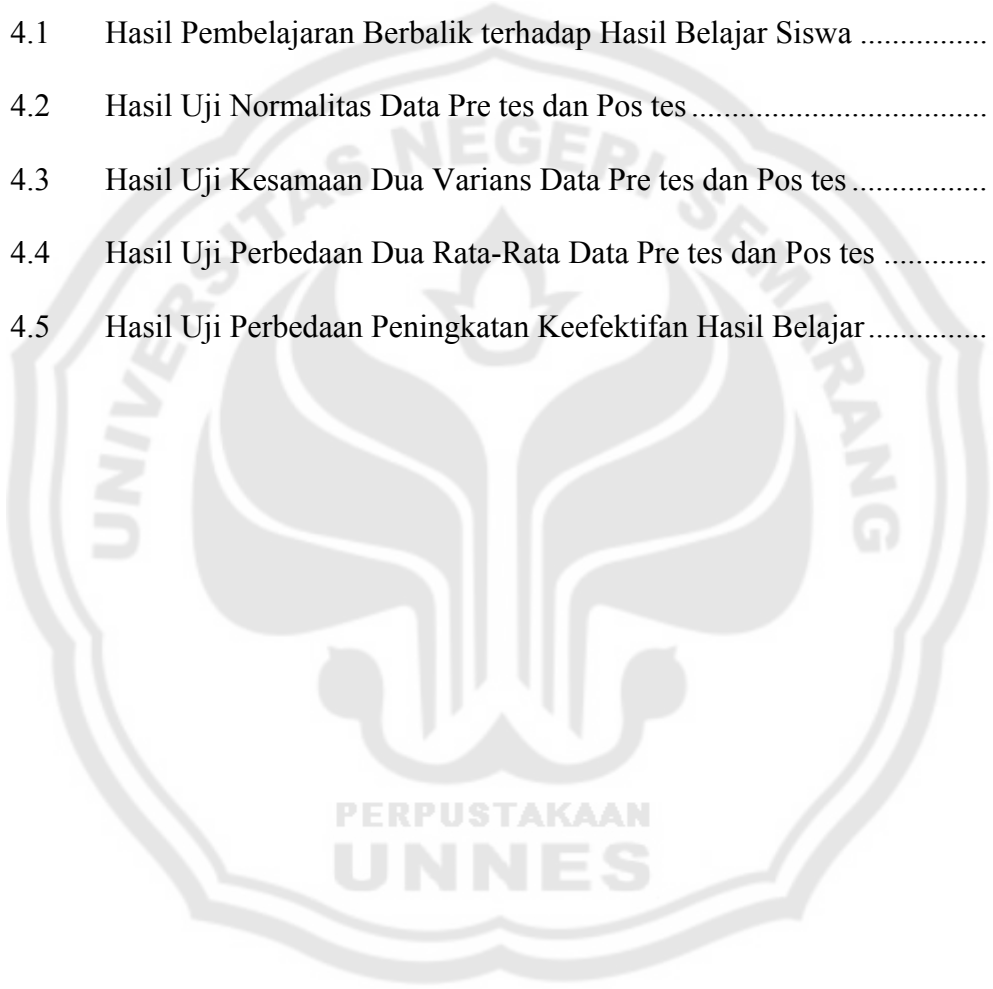 4.1 Hasil Pembelajaran Berbalik terhadap Hasil Belajar Siswa ................
4.2 Hasil Uji Normalitas Data Pre tes dan Pos tes .....................................
4.3 Hasil Uji Kesamaan Dua Varians Data Pre tes dan Pos tes .................
4.4 Hasil Uji Perbedaan Dua Rata-Rata Data Pre tes dan Pos tes .............
4.5 Hasil Uji Perbedaan Peningkatan Keefektifan Hasil Belajar ...............
UNIVERSITAS NEGERI SEMARANG
PERPUSTAKAAN
UNNES